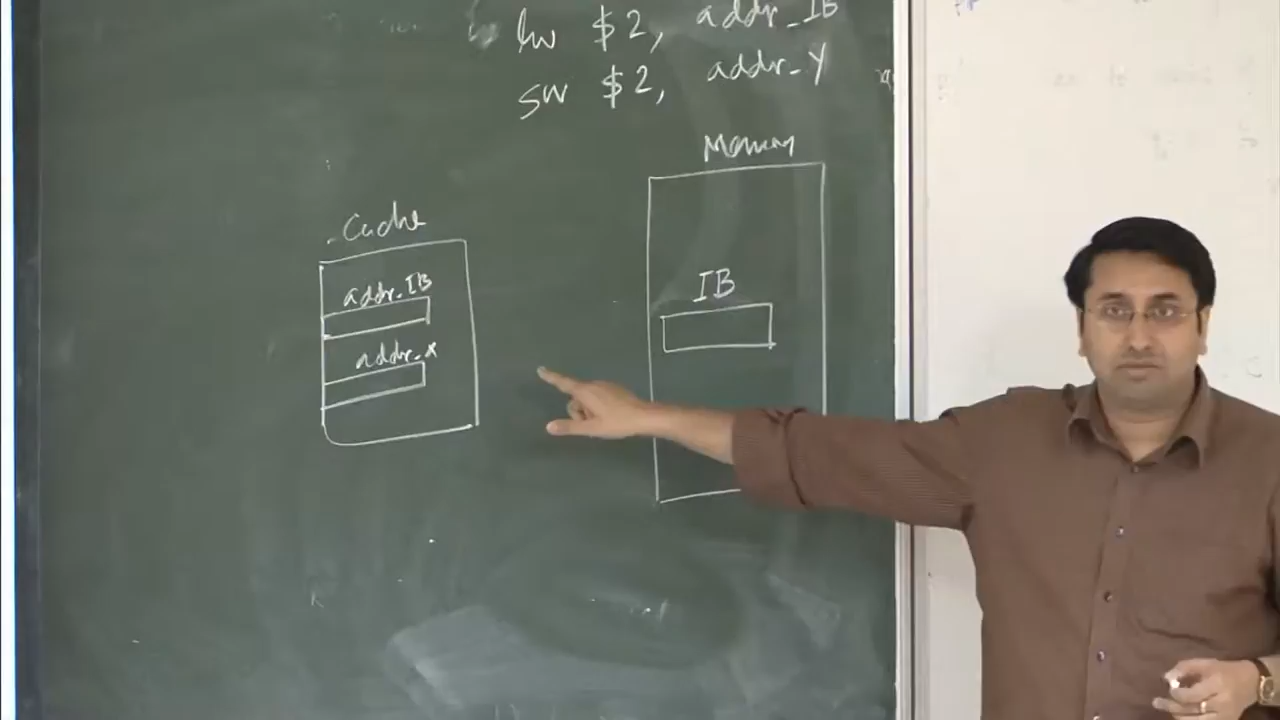 lw $2, addr_IB
sw $2, addr_Y
Memory
Cache
addr_IB
IB
addr_x